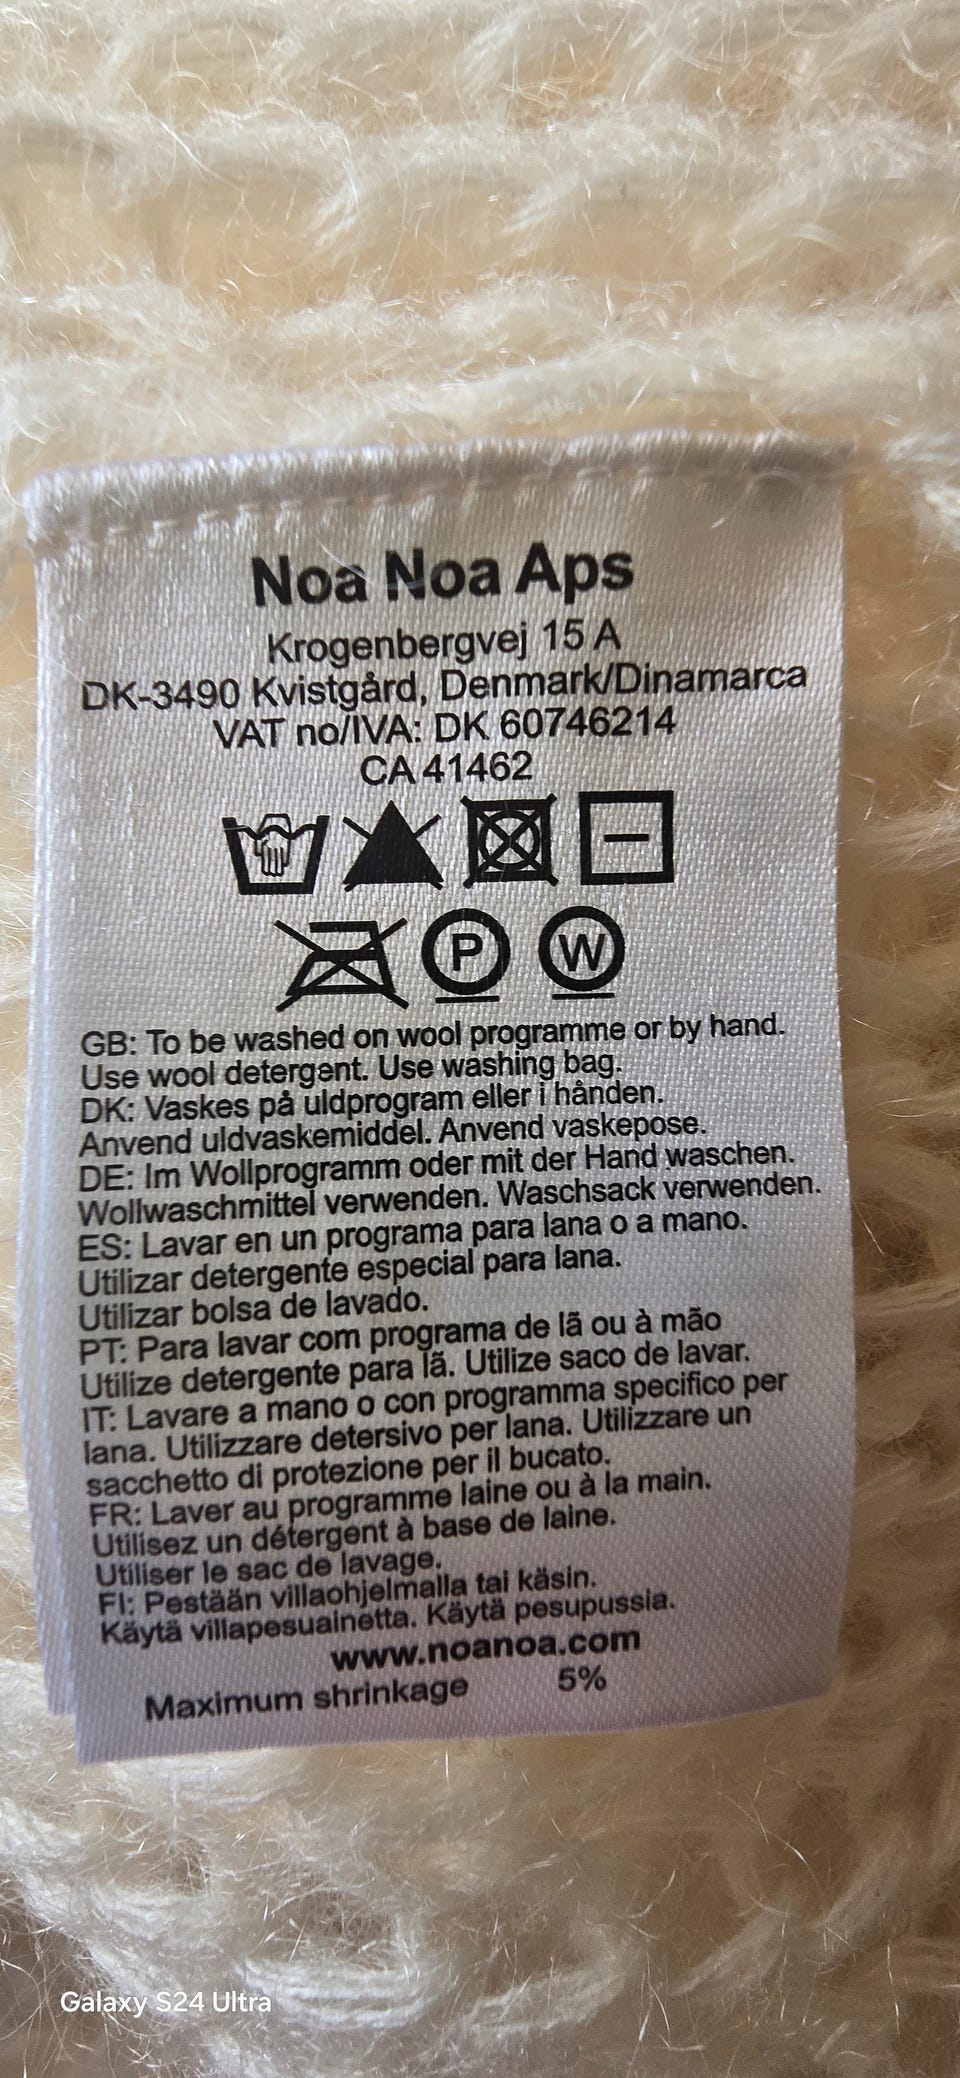 Noa Noa Aps
Krogenbergvej 15 A
DK-3490 Kvistgård, Denmark/Dinamarca
VAT no/IVA: DK 60746214
CA 41462
P W
GB: To be washed on wool programme or by hand.
Use wool detergent. Use washing bag.
DK: Vaskes på uldprogram eller i hånden.
Anvend uldvaskemiddel. Anvend vaskepose.
DE: Im Wollprogramm oder mit der Hand waschen.
Wollwaschmittel verwenden. Waschsack verwenden.
ES: Lavar en un programa para lana o a mano.
Utilizar detergente especial para lana.
Utilizar bolsa de lavado.
PT: Para lavar com programa de lã ou à mão
Utilize detergente para lã. Utilize saco de lavar.
IT: Lavare a mano o con programma specifico per
lana. Utilizzare detersivo per lana. Utilizzare un
sacchetto di protezione per il bucato.
FR: Laver au programme laine ou à la main.
Utilisez un détergent à base de laine.
Utiliser le sac de lavage.
FI: Pestään villaohjelmalla tai käsin.
Käytä villapesuainetta. Käytä pesupussia.
www.noanoa.com
Maximum shrinkage 5%
Galaxy S24 Ultra